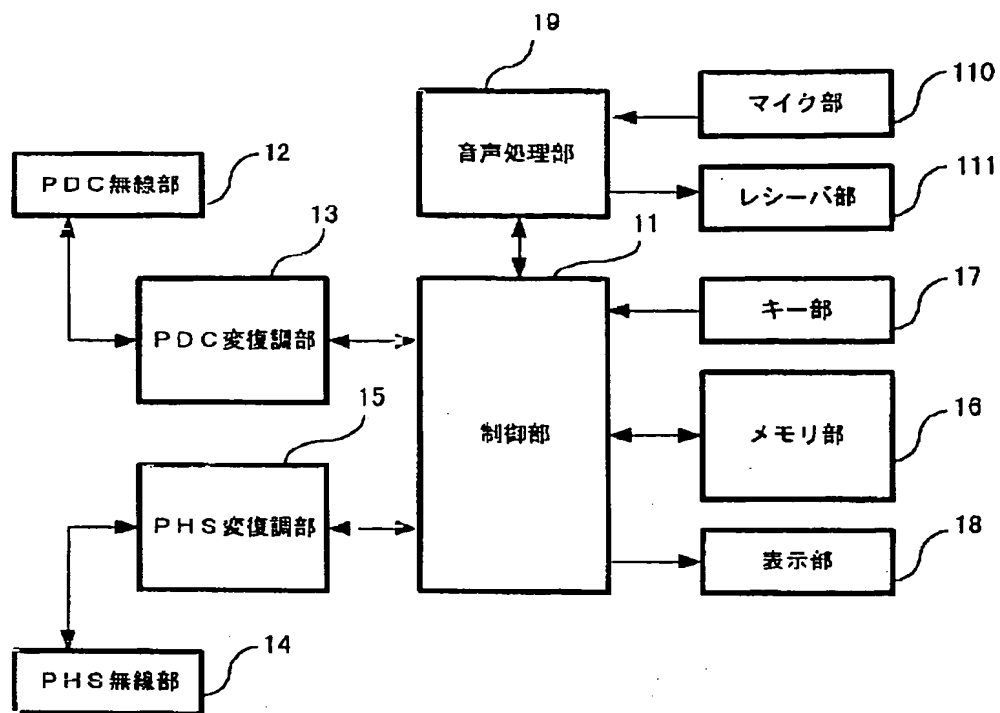 19
110
マイク部
音声処理部
12
PDC無線部
111
レシーバ部
13
11
17
キー部
PDC変復調部
15
制御部
16
メモリ部
PHS変復調部
18
表示部
14
PHS無線部